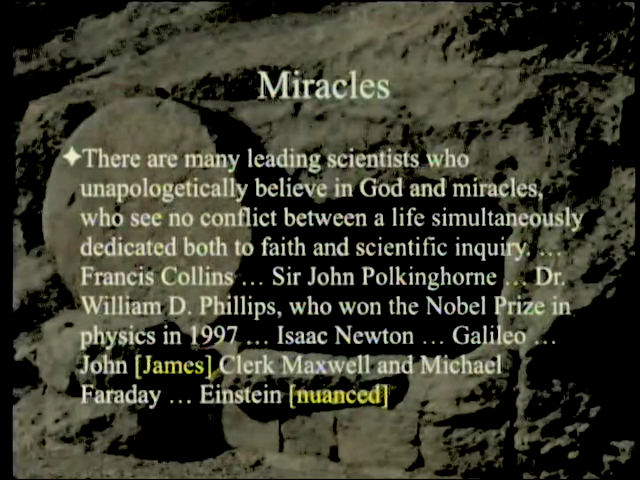 Miracles
✦There are many leading scientists who
unapologetically believe in God and miracles,
who see no conflict between a life simultaneously
dedicated both to faith and scientific inquiry. …
Francis Collins … Sir John Polkinghorne … Dr.
William D. Phillips, who won the Nobel Prize in
physics in 1997 … Isaac Newton … Galileo …
John [James] Clerk Maxwell and Michael
Faraday … Einstein [nuanced]